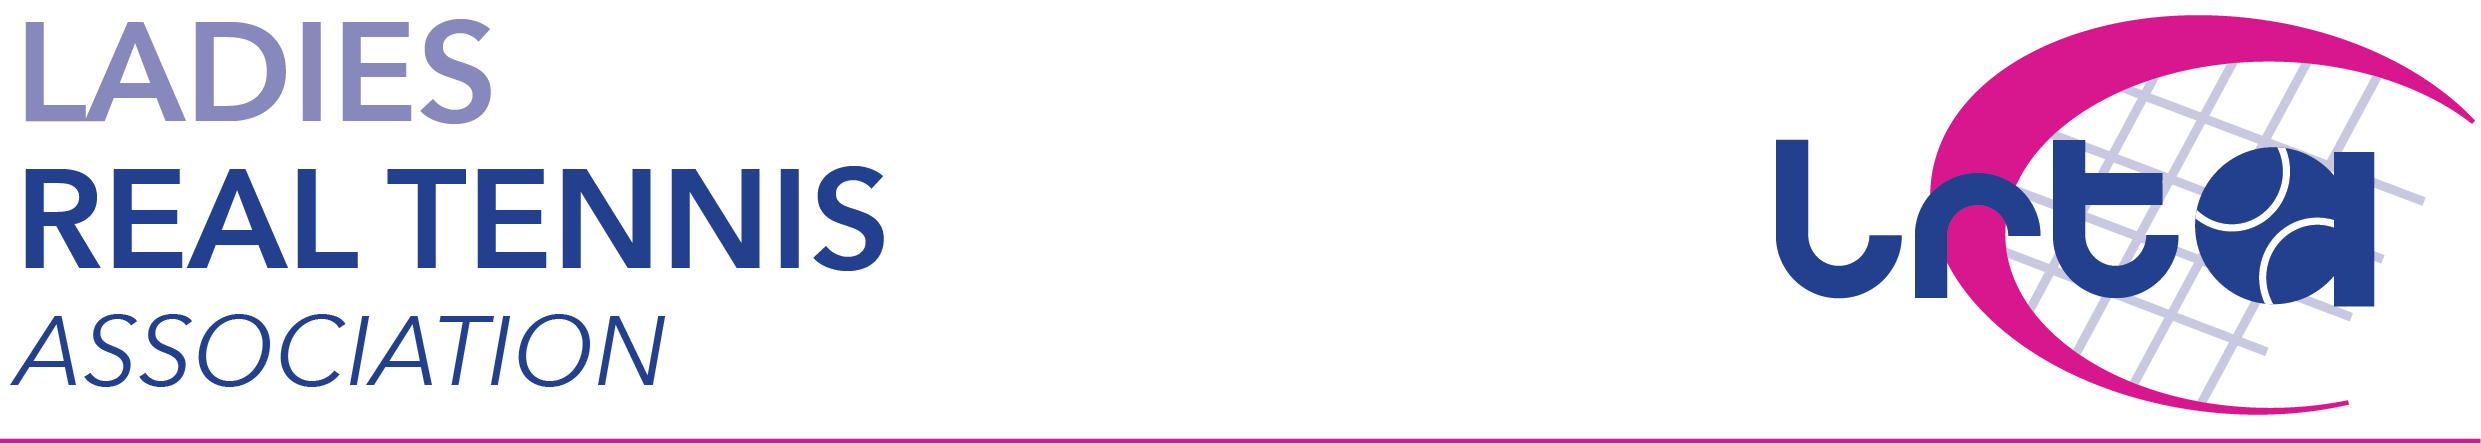 LADIES
REAL TENNIS
ASSOCIATION
lrta